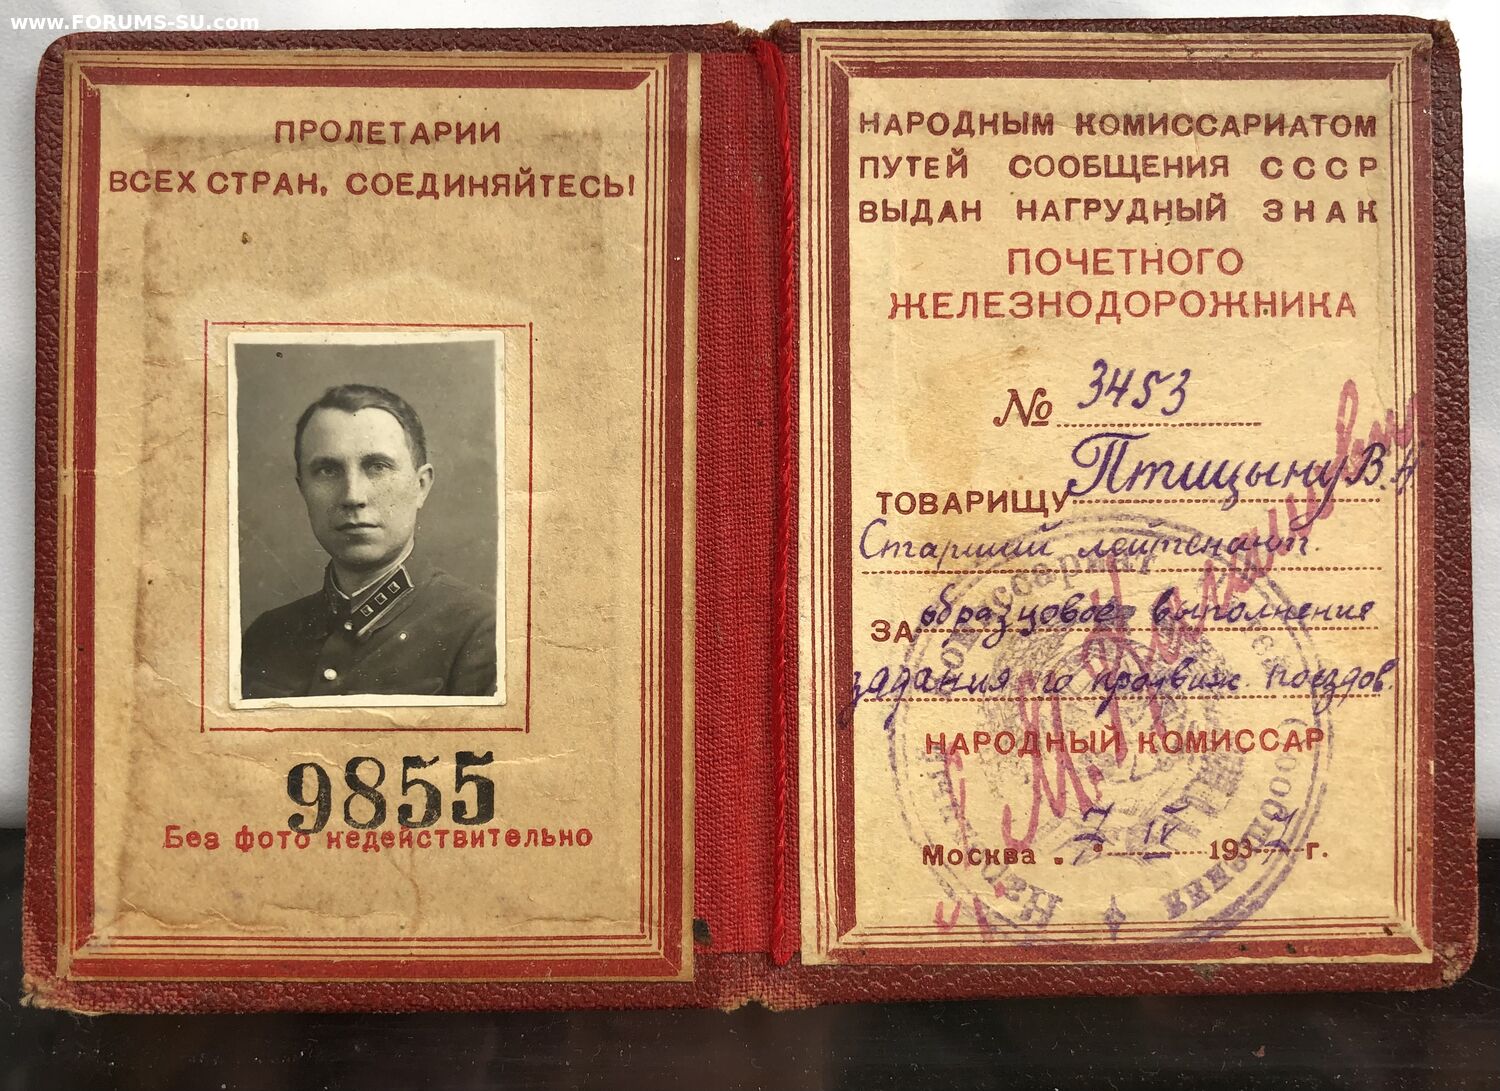 www.FORUMS-SU.com
ПРОЛЕТАРИИ
ВСЕХ СТРАН, СОЕДИНЯЙТЕСЬ!
9855
Без фото недействительно
НАРОДНЫМ КОМИССАРИАТОМ
ПУТЕЙ СООБЩЕНИЯ СССР
ВЫДАН НАГРУДНЫЙ ЗНАК
ПОЧЕТНОГО
ЖЕЛЕЗНОДОРОЖНИКА
№ 3453
ТОВАРИЩУ Птицыну В.Н
Старший лейтенант.
ЗА образцовое выполнение
задания по продвиж. поездов.
НАРОДНЫЙ КОМИССАР
Москва . 7 . IV 193 г.